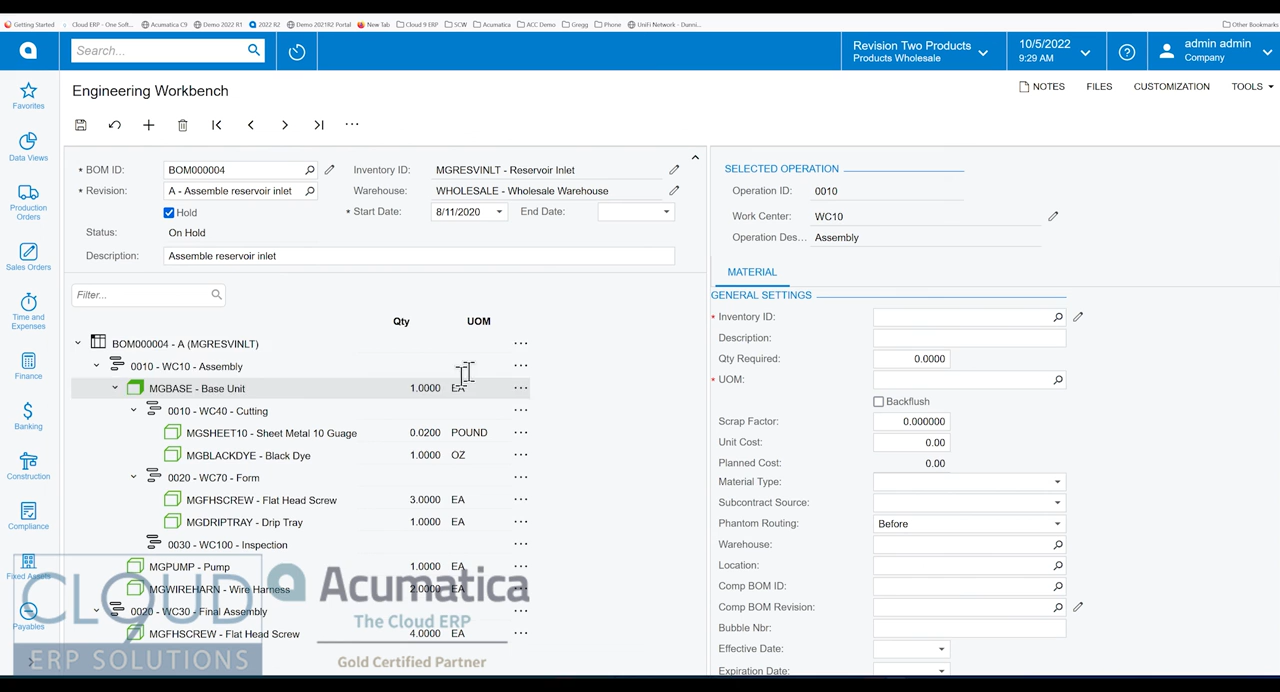 Getting Started Cloud ERP - One Soft... Acumatica C9 Demo 2022 R1 2022 R2 Demo 2021R2 Portal New Tab Cloud 9 ERP SCW Acumatica ACC Demo Gregg Phone UniFi Network - Dunni... Other Bookmarks
Search...
Revision Two Products
Products Wholesale
10/5/2022
9:29 AM
admin admin
Company
Favorites
Data Views
Production Orders
Sales Orders
Time and Expenses
Finance
Banking
Construction
Compliance
Fixed Assets
Payables
Engineering Workbench
NOTES FILES CUSTOMIZATION TOOLS
* BOM ID: BOM000004
* Revision: A - Assemble reservoir inlet
Hold
Status: On Hold
Description: Assemble reservoir inlet
Inventory ID: MGRESVINLT - Reservoir Inlet
Warehouse: WHOLESALE - Wholesale Warehouse
* Start Date: 8/11/2020 End Date:
Filter...
Qty UOM
BOM000004 - A (MGRESVINLT) ...
0010 - WC10 - Assembly ...
MGBASE - Base Unit 1.0000 EA ...
0010 - WC40 - Cutting ...
MGSHEET10 - Sheet Metal 10 Guage 0.0200 POUND ...
MGBLACKDYE - Black Dye 1.0000 OZ ...
0020 - WC70 - Form ...
MGFHSCREW - Flat Head Screw 3.0000 EA ...
MGDRIPTRAY - Drip Tray 1.0000 EA ...
0030 - WC100 - Inspection ...
MGPUMP - Pump 1.0000 EA ...
MGWIREHARN - Wire Harness 2.0000 EA ...
0020 - WC30 - Final Assembly ...
MGFHSCREW - Flat Head Screw 4.0000 EA ...
SELECTED OPERATION
Operation ID: 0010
Work Center: WC10
Operation Des... Assembly
MATERIAL
GENERAL SETTINGS
* Inventory ID:
Description:
Qty Required: 0.0000
* UOM:
Backflush
Scrap Factor: 0.000000
Unit Cost: 0.00
Planned Cost: 0.00
Material Type:
Subcontract Source:
Phantom Routing: Before
Warehouse:
Location:
Comp BOM ID:
Comp BOM Revision:
Bubble Nbr:
Effective Date:
Expiration Date:
CLOUD 9
ERP SOLUTIONS
Acumatica
The Cloud ERP
Gold Certified Partner